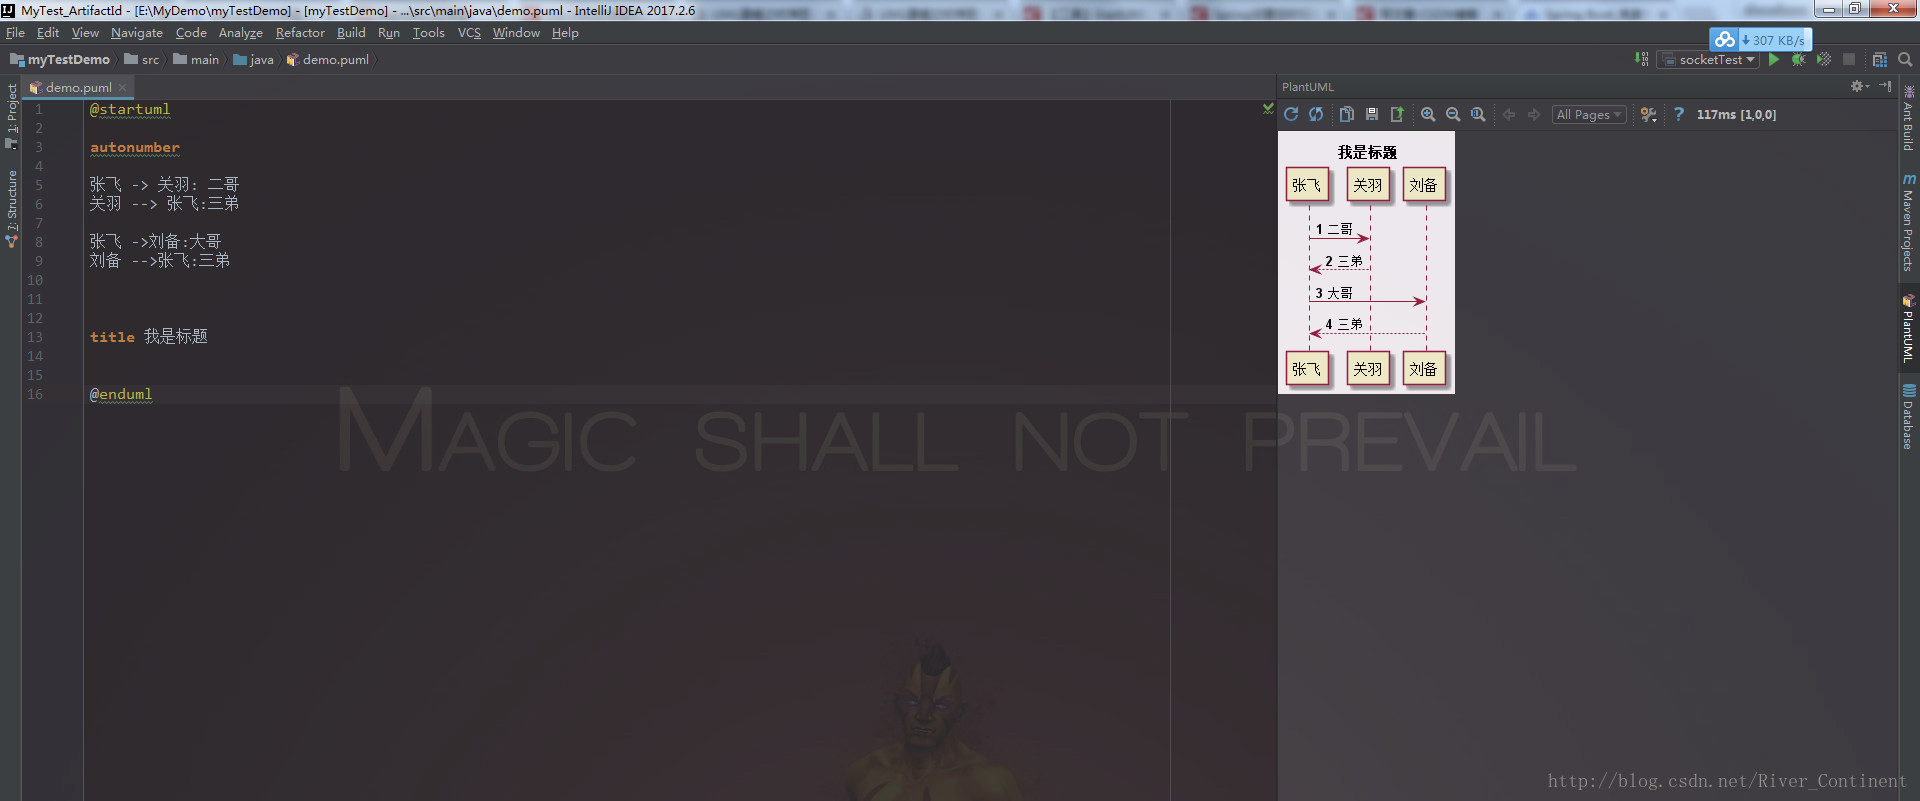 MyTest_ArtifactId - [E:\MyDemo\myTestDemo] - [myTestDemo] - ...\src\main\java\demo.puml - IntelliJ IDEA 2017.2.6
File Edit View Navigate Code Analyze Refactor Build Run Tools VCS Window Help
307 KB/s
myTestDemo src main java demo.puml
socketTest
demo.puml
PlantUML
All Pages
117ms [1,0,0]
1: Project
7: Structure
1 @startuml
2
3 autonumber
4
5 张飞 -> 关羽: 二哥
6 关羽 --> 张飞:三弟
7
8 张飞 ->刘备:大哥
9 刘备 -->张飞:三弟
10
11
12
13 title 我是标题
14
15
16 @enduml
我是标题
张飞 关羽 刘备
1 二哥
2 三弟
3 大哥
4 三弟
张飞 关羽 刘备
Ant Build
Maven Projects
PlantUML
Database
MAGIC SHALL NOT PREVAIL
http://blog.csdn.net/River_Continent